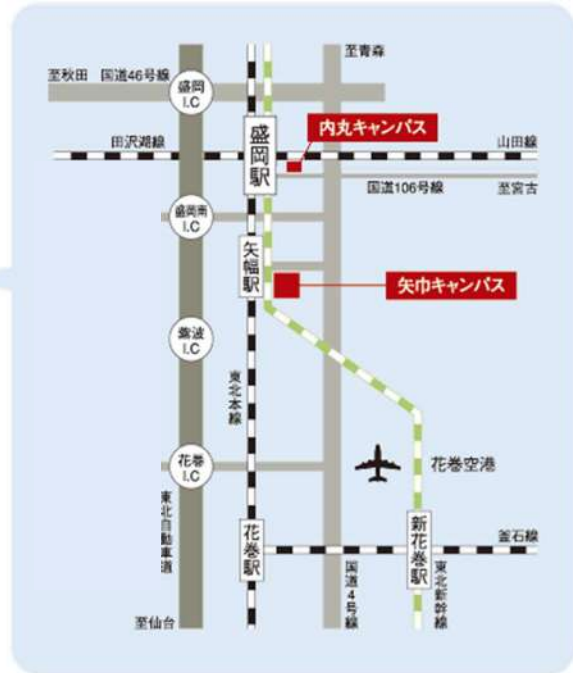 至青森
至秋田 国道46号線
盛岡
I.C
内丸キャンパス
田沢湖線
盛岡駅
山田線
国道106号線
至宮古
盛岡南
I.C
矢幅駅
矢巾キャンパス
紫波
I.C
東北本線
花巻
I.C
花巻空港
東北自動車道
花巻駅
新花巻駅
釜石線
国道4号線
東北新幹線
至仙台